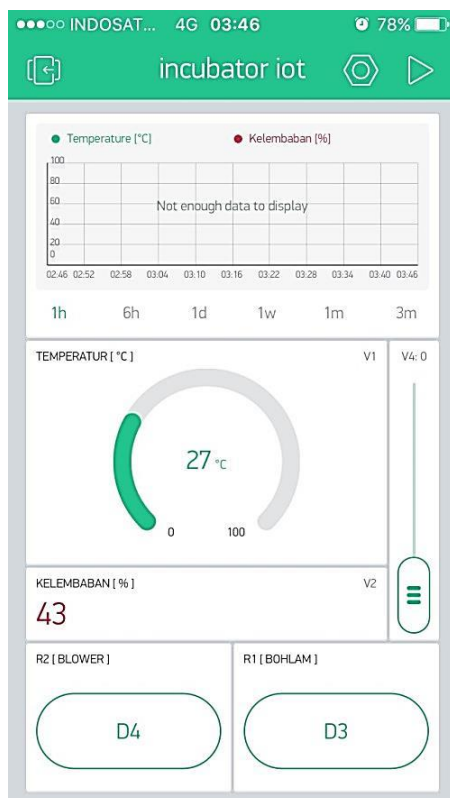 INDOSAT... 4G 03:46 78%
incubator iot
Temperature [°C] Kelembaban [%]
100
80
60
Not enough data to display
40
20
0
02:46 02:52 02:58 03:04 03:10 03:16 03:22 03:28 03:34 03:40 03:46
1h 6h 1d 1w 1m 3m
TEMPERATUR [ °C ] V1 V4: 0
27 °C
0 100
KELEMBABAN [ % ] V2
43
R2 [ BLOWER ] R1 [ BOHLAM ]
D4 D3